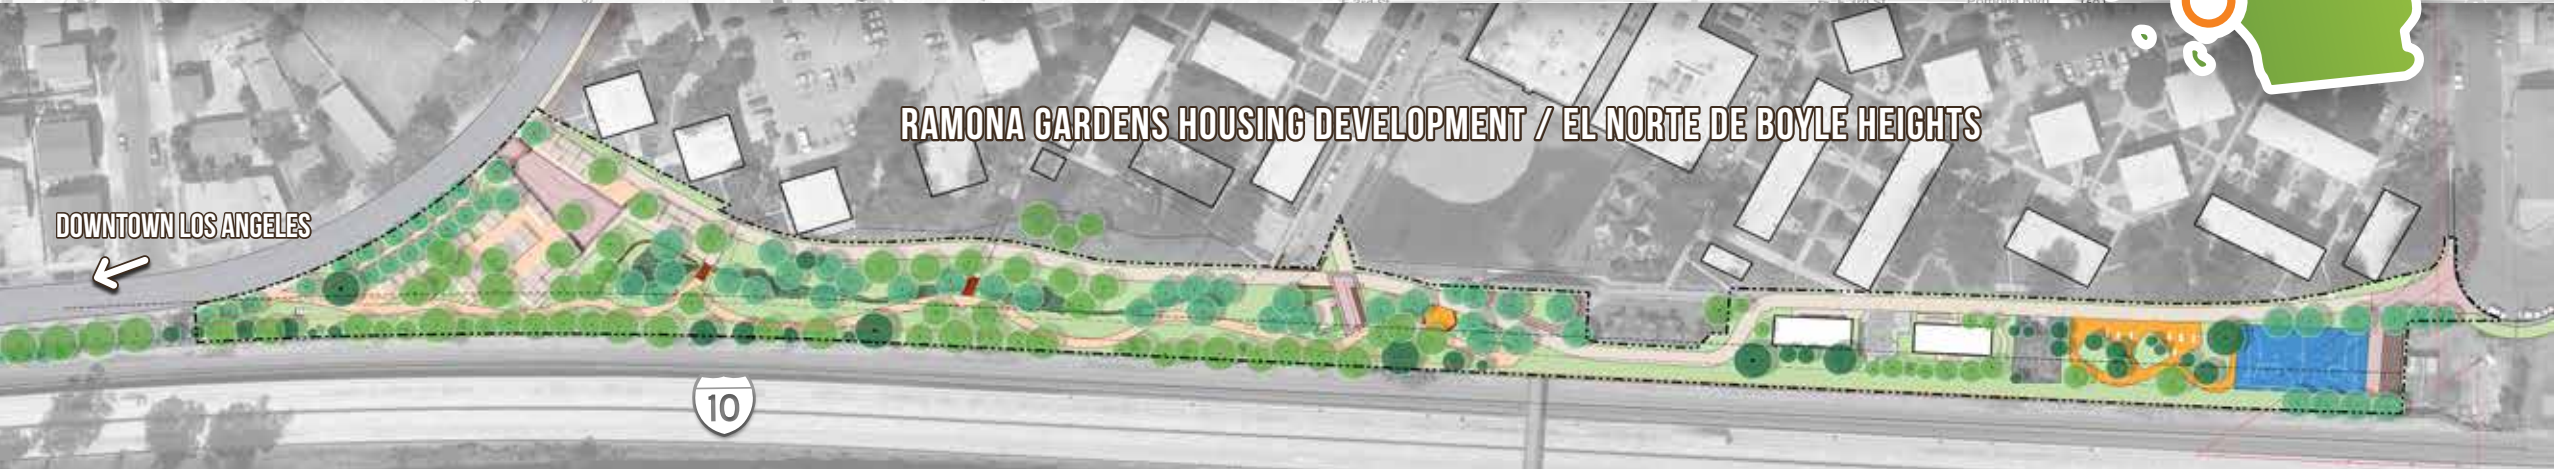 RAMONA GARDENS HOUSING DEVELOPMENT / EL NORTE DE BOYLE HEIGHTS
DOWNTOWN LOS ANGELES
10